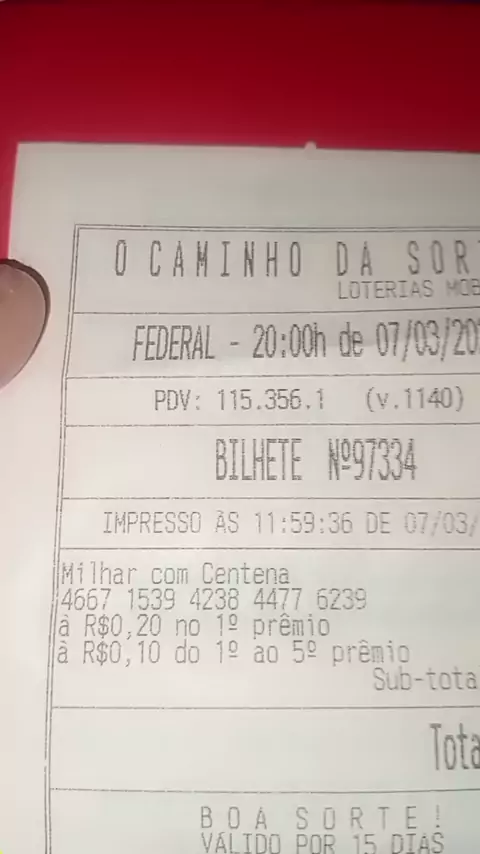 O CAMINHO DA SOR
LOTERIAS MOB
FEDERAL - 20:00h de 07/03/20
PDV: 115.356.1 (v.1140)
BILHETE Nº97334
IMPRESSO ÀS 11:59:36 DE 07/03/
Milhar com Centena
4667 1539 4238 4477 6239
à R$0,20 no 1º prêmio
à R$0,10 do 1º ao 5º prêmio
Sub-tota
Tota
BOA SORTE!
VÁLIDO POR 15 DIAS